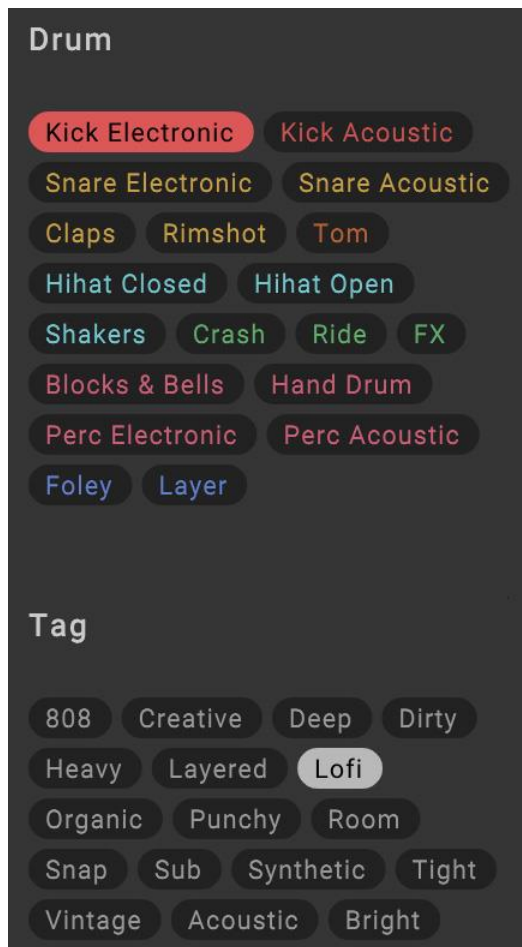 Drum
Kick Electronic Kick Acoustic
Snare Electronic Snare Acoustic
Claps Rimshot Tom
Hihat Closed Hihat Open
Shakers Crash Ride FX
Blocks & Bells Hand Drum
Perc Electronic Perc Acoustic
Foley Layer
Tag
808 Creative Deep Dirty
Heavy Layered Lofi
Organic Punchy Room
Snap Sub Synthetic Tight
Vintage Acoustic Bright